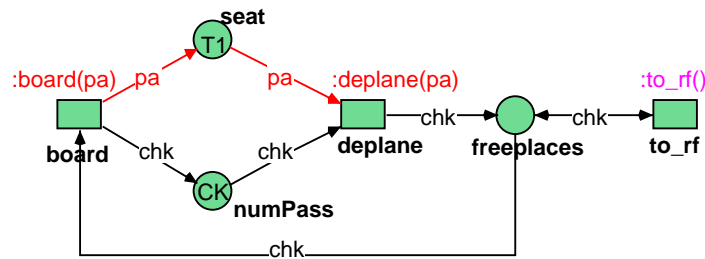 seat
T1
:board(pa)
pa
pa
:deplane(pa)
:to_rf()
board
chk
chk
deplane
chk
freeplaces
chk
to_rf
CK
numPass
chk